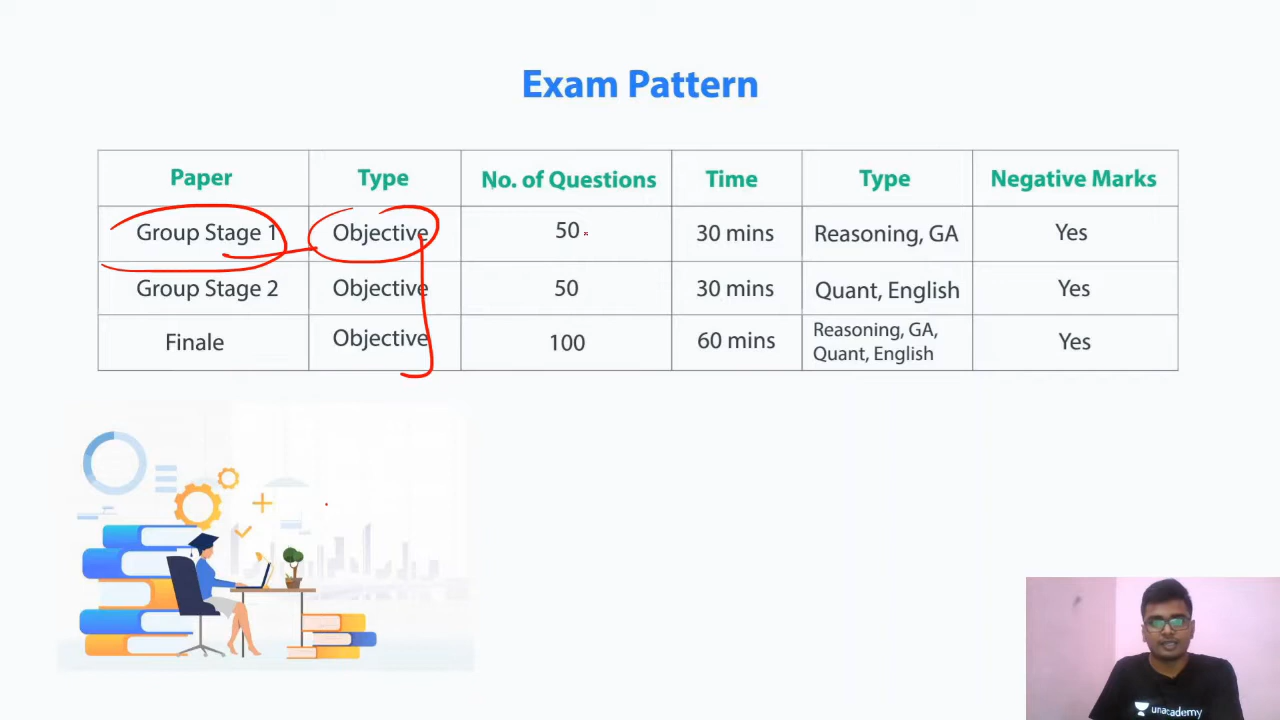 Exam Pattern
Paper Type No. of Questions Time Type Negative Marks
Group Stage 1 Objective 50 30 mins Reasoning, GA Yes
Group Stage 2 Objective 50 30 mins Quant, English Yes
Finale Objective 100 60 mins Reasoning, GA, Quant, English Yes
unacademy